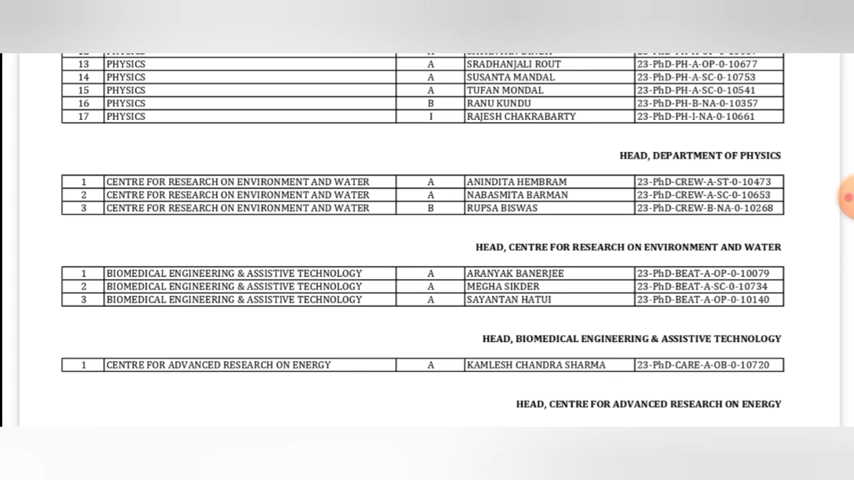 13 PHYSICS A SRADHANJALI ROUT 23-PhD-PH-A-OP-0-10677
14 PHYSICS A SUSANTA MANDAL 23-PhD-PH-A-SC-0-10753
15 PHYSICS A TUFAN MONDAL 23-PhD-PH-A-SC-0-10541
16 PHYSICS B RANU KUNDU 23-PhD-PH-B-NA-0-10357
17 PHYSICS I RAJESH CHAKRABARTY 23-PhD-PH-I-NA-0-10661
HEAD, DEPARTMENT OF PHYSICS
1 CENTRE FOR RESEARCH ON ENVIRONMENT AND WATER A ANINDITA HEMBRAM 23-PhD-CREW-A-ST-0-10473
2 CENTRE FOR RESEARCH ON ENVIRONMENT AND WATER A NABASMITA BARMAN 23-PhD-CREW-A-SC-0-10653
3 CENTRE FOR RESEARCH ON ENVIRONMENT AND WATER B RUPSA BISWAS 23-PhD-CREW-B-NA-0-10268
HEAD, CENTRE FOR RESEARCH ON ENVIRONMENT AND WATER
1 BIOMEDICAL ENGINEERING & ASSISTIVE TECHNOLOGY A ARANYAK BANERJEE 23-PhD-BEAT-A-OP-0-10079
2 BIOMEDICAL ENGINEERING & ASSISTIVE TECHNOLOGY A MEGHA SIKDER 23-PhD-BEAT-A-SC-0-10734
3 BIOMEDICAL ENGINEERING & ASSISTIVE TECHNOLOGY A SAYANTAN HATUI 23-PhD-BEAT-A-OP-0-10140
HEAD, BIOMEDICAL ENGINEERING & ASSISTIVE TECHNOLOGY
1 CENTRE FOR ADVANCED RESEARCH ON ENERGY A KAMLESH CHANDRA SHARMA 23-PhD-CARE-A-OB-0-10720
HEAD, CENTRE FOR ADVANCED RESEARCH ON ENERGY